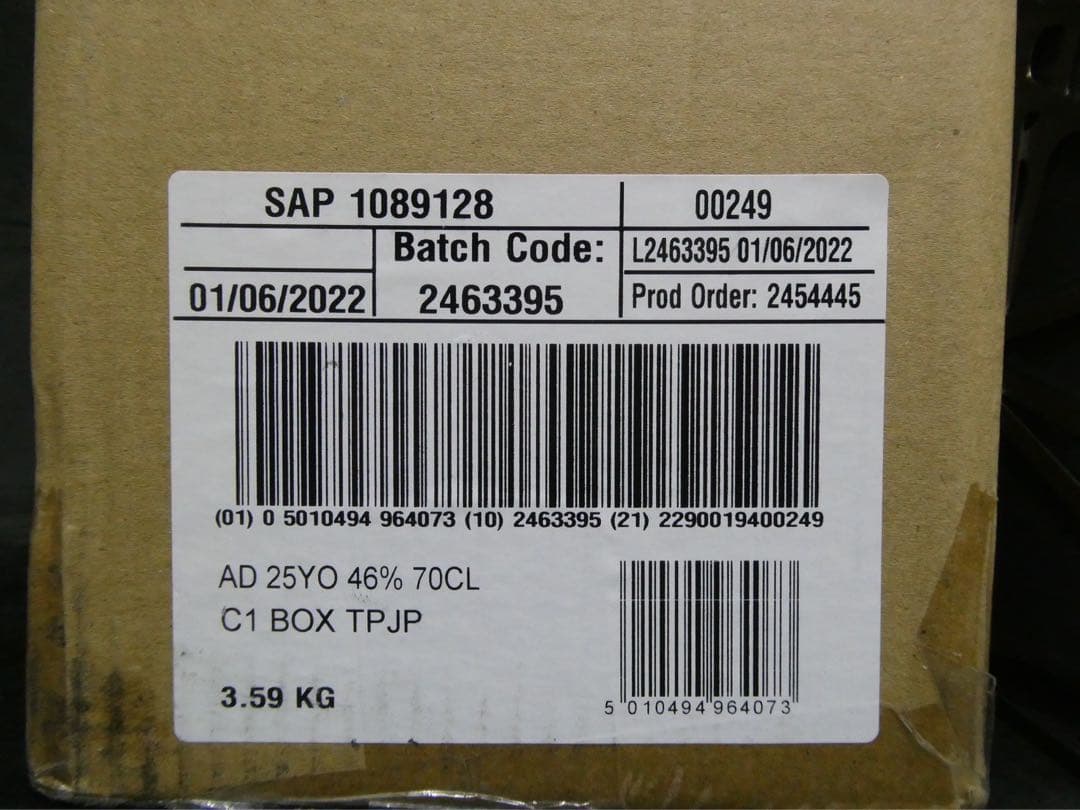 SAP 1089128
00249
Batch Code:
L2463395 01/06/2022
01/06/2022
2463395
Prod Order: 2454445
(01) 0 5010494 964073 (10) 2463395 (21) 2290019400249
AD 25YO 46% 70CL
C1 BOX TPJP
3.59 KG
5 010494 964073